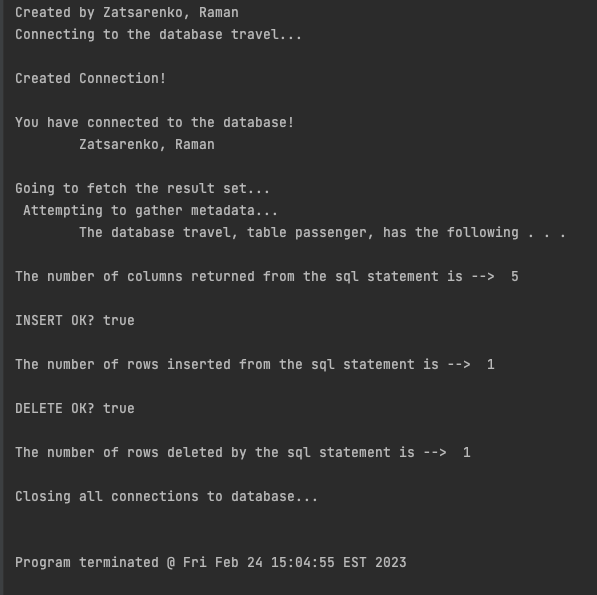 Created by Zatsarenko, Raman
Connecting to the database travel...
Created Connection!
You have connected to the database!
Zatsarenko, Raman
Going to fetch the result set...
Attempting to gather metadata...
The database travel, table passenger, has the following . . .
The number of columns returned from the sql statement is -->  5
INSERT OK? true
The number of rows inserted from the sql statement is -->  1
DELETE OK? true
The number of rows deleted by the sql statement is -->  1
Closing all connections to database...
Program terminated @ Fri Feb 24 15:04:55 EST 2023